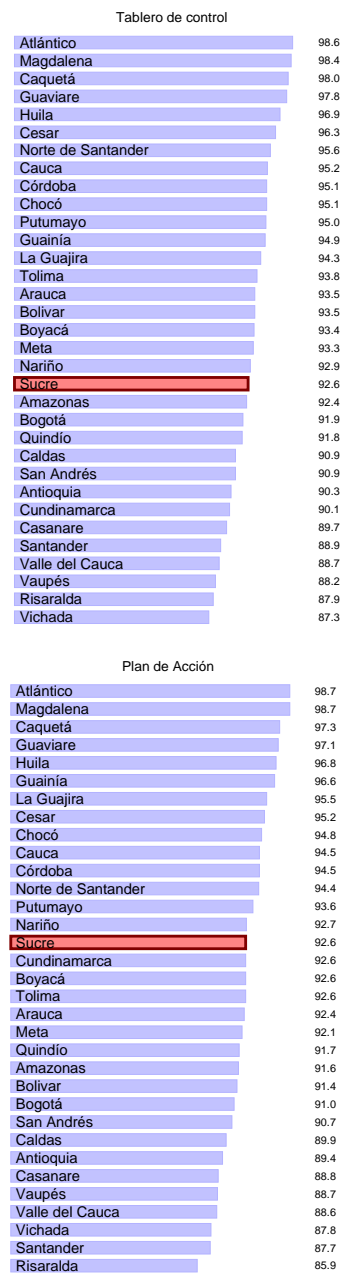 Tablero de control
Atlántico 98.6
Magdalena 98.4
Caquetá 98.0
Guaviare 97.8
Huila 96.9
Cesar 96.3
Norte de Santander 95.6
Cauca 95.2
Córdoba 95.1
Chocó 95.1
Putumayo 95.0
Guainía 94.9
La Guajira 94.3
Tolima 93.8
Arauca 93.5
Bolivar 93.5
Boyacá 93.4
Meta 93.3
Nariño 92.9
Sucre 92.6
Amazonas 92.4
Bogotá 91.9
Quindío 91.8
Caldas 90.9
San Andrés 90.9
Antioquia 90.3
Cundinamarca 90.1
Casanare 89.7
Santander 88.9
Valle del Cauca 88.7
Vaupés 88.2
Risaralda 87.9
Vichada 87.3
Plan de Acción
Atlántico 98.7
Magdalena 98.7
Caquetá 97.3
Guaviare 97.1
Huila 96.8
Guainía 96.6
La Guajira 95.5
Cesar 95.2
Chocó 94.8
Cauca 94.5
Córdoba 94.5
Norte de Santander 94.4
Putumayo 93.6
Nariño 92.7
Sucre 92.6
Cundinamarca 92.6
Boyacá 92.6
Tolima 92.6
Arauca 92.4
Meta 92.1
Quindío 91.7
Amazonas 91.6
Bolivar 91.4
Bogotá 91.0
San Andrés 90.7
Caldas 89.9
Antioquia 89.4
Casanare 88.8
Vaupés 88.7
Valle del Cauca 88.6
Vichada 87.8
Santander 87.7
Risaralda 85.9